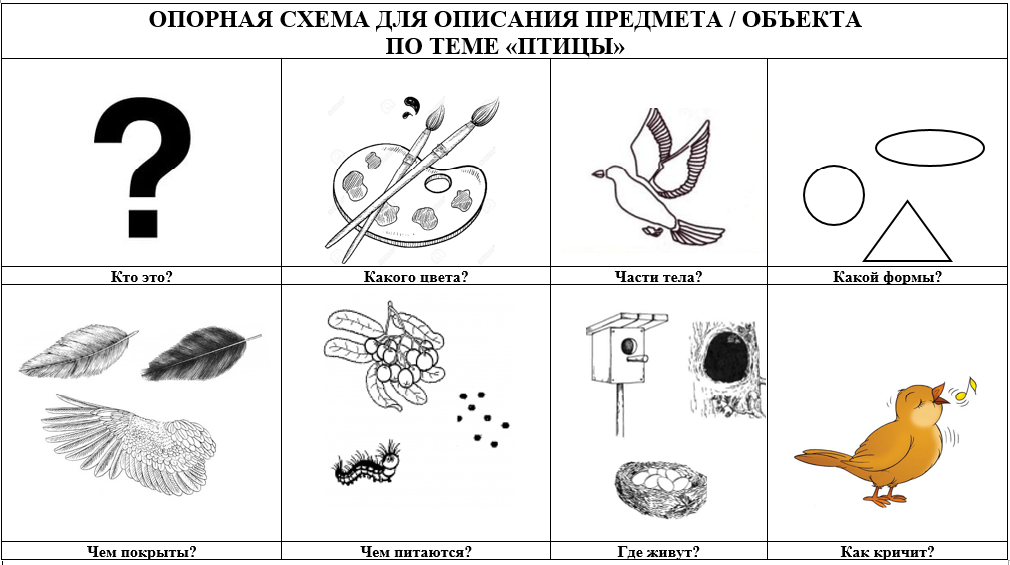 ОПОРНАЯ СХЕМА ДЛЯ ОПИСАНИЯ ПРЕДМЕТА / ОБЪЕКТА
ПО ТЕМЕ «ПТИЦЫ»
Кто это?
Какого цвета?
Части тела?
Какой формы?
Чем покрыты?
Чем питаются?
Где живут?
Как кричит?